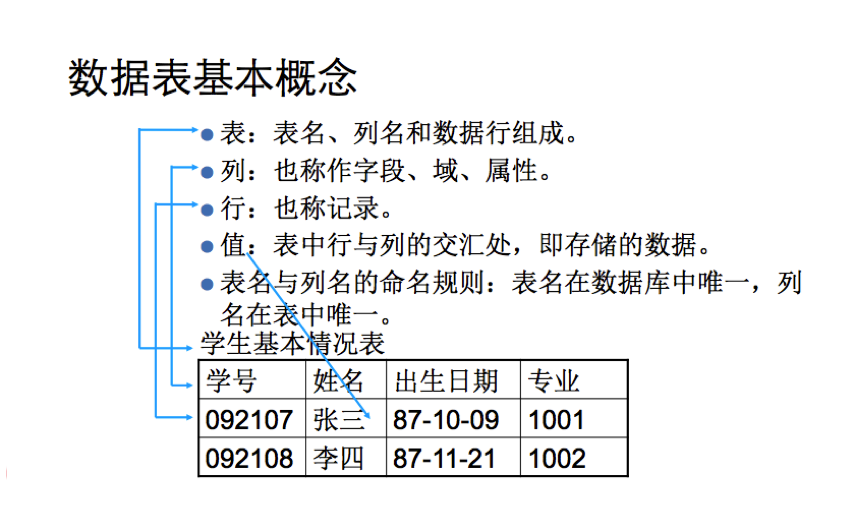 数据表基本概念
表：表名、列名和数据行组成。
列：也称作字段、域、属性。
行：也称记录。
值：表中行与列的交汇处，即存储的数据。
表名与列名的命名规则：表名在数据库中唯一，列
名在表中唯一。
学生基本情况表
学号 姓名 出生日期 专业
092107 张三 87-10-09 1001
092108 李四 87-11-21 1002